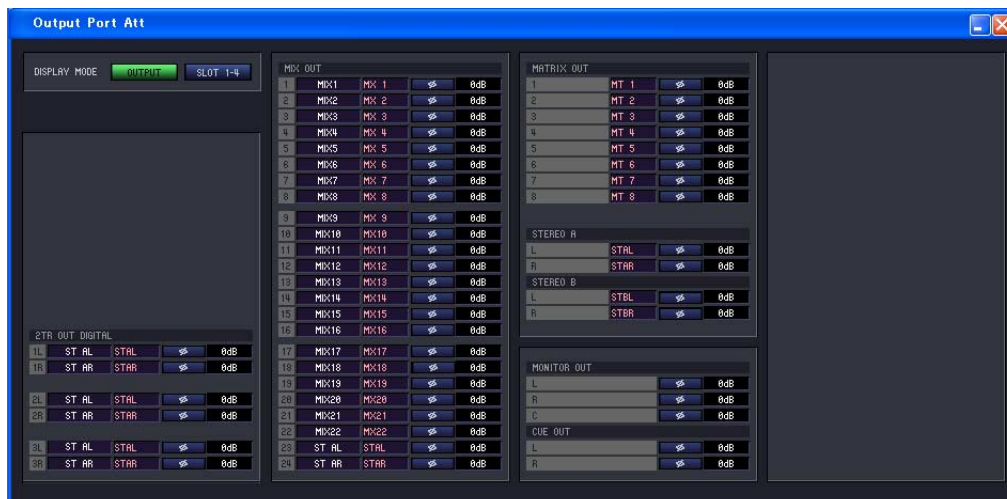 Output Port Att
DISPLAY MODE OUTPUT SLOT 1-4
2TR OUT DIGITAL
1L ST AL STAL ø 0dB
1R ST AR STAR ø 0dB
2L ST AL STAL ø 0dB
2R ST AR STAR ø 0dB
3L ST AL STAL ø 0dB
3R ST AR STAR ø 0dB
MIX OUT
1 MIX1 MX 1 ø 0dB
2 MIX2 MX 2 ø 0dB
3 MIX3 MX 3 ø 0dB
4 MIX4 MX 4 ø 0dB
5 MIX5 MX 5 ø 0dB
6 MIX6 MX 6 ø 0dB
7 MIX7 MX 7 ø 0dB
8 MIX8 MX 8 ø 0dB
9 MIX9 MX 9 ø 0dB
10 MIX10 MX10 ø 0dB
11 MIX11 MX11 ø 0dB
12 MIX12 MX12 ø 0dB
13 MIX13 MX13 ø 0dB
14 MIX14 MX14 ø 0dB
15 MIX15 MX15 ø 0dB
16 MIX16 MX16 ø 0dB
17 MIX17 MX17 ø 0dB
18 MIX18 MX18 ø 0dB
19 MIX19 MX19 ø 0dB
20 MIX20 MX20 ø 0dB
21 MIX21 MX21 ø 0dB
22 MIX22 MX22 ø 0dB
23 ST AL STAL ø 0dB
24 ST AR STAR ø 0dB
MATRIX OUT
1 MT 1 ø 0dB
2 MT 2 ø 0dB
3 MT 3 ø 0dB
4 MT 4 ø 0dB
5 MT 5 ø 0dB
6 MT 6 ø 0dB
7 MT 7 ø 0dB
8 MT 8 ø 0dB
STEREO A
L STAL ø 0dB
R STAR ø 0dB
STEREO B
L STBL ø 0dB
R STBR ø 0dB
MONITOR OUT
L ø 0dB
R ø 0dB
C ø 0dB
CUE OUT
L ø 0dB
R ø 0dB